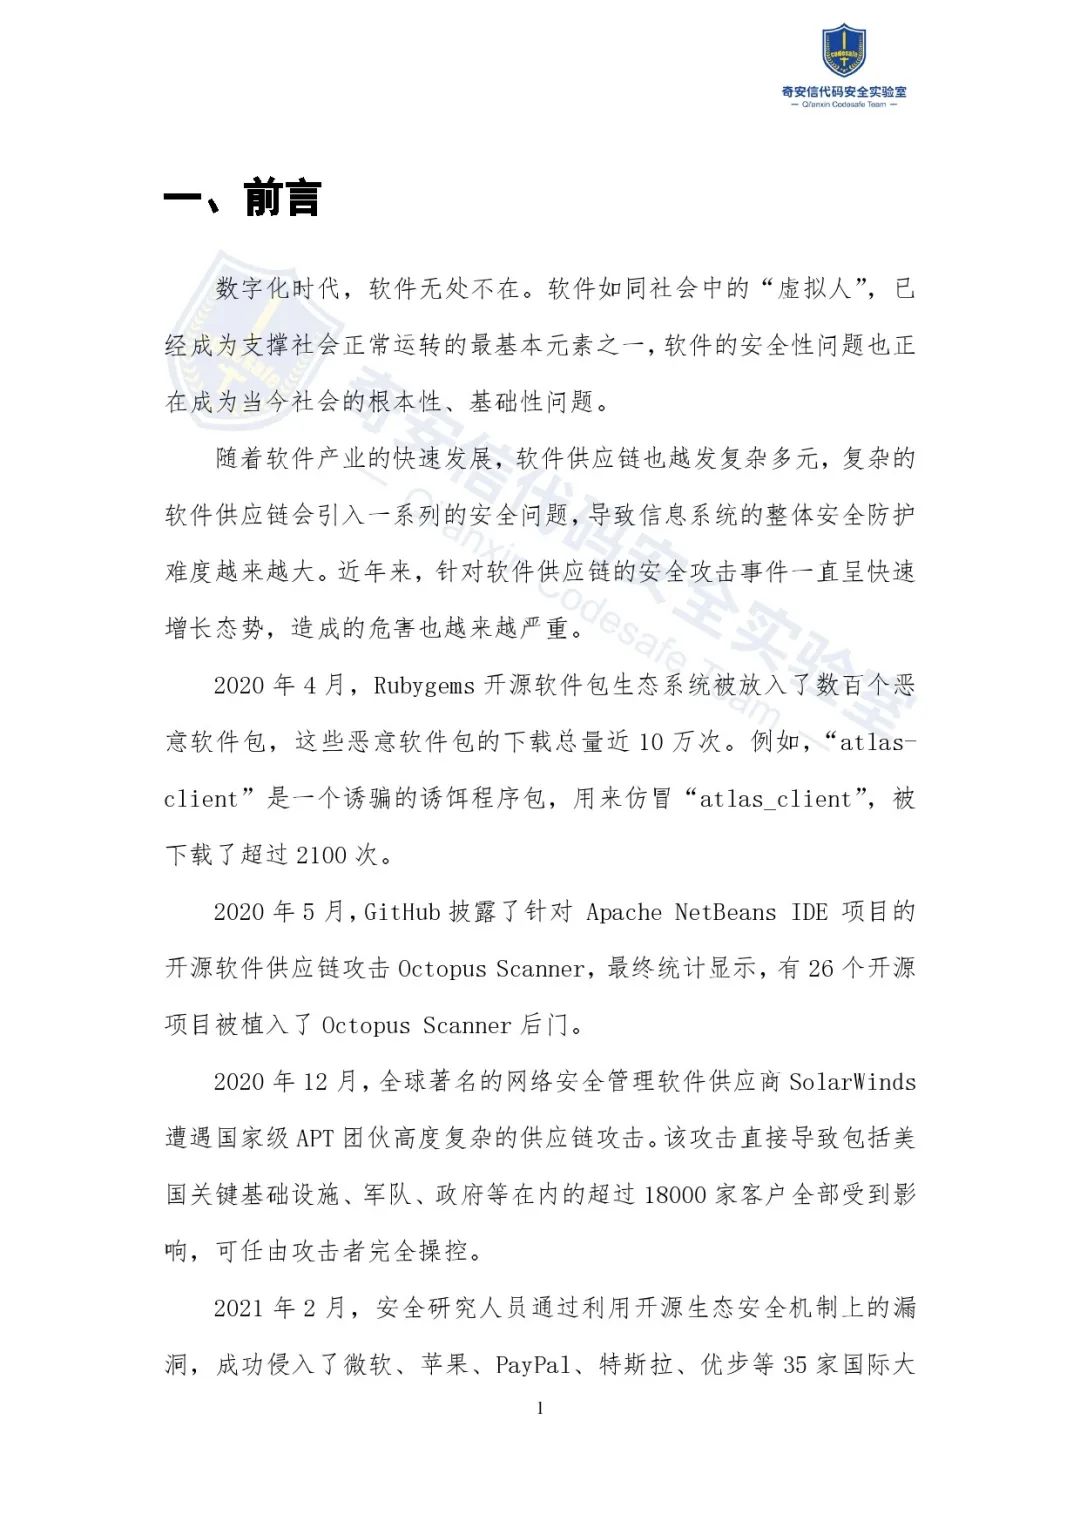 codesafe
奇安信代码安全实验室
— Qi'anxin Codesafe Team —
一、前言
数字化时代，软件无处不在。软件如同社会中的“虚拟人”，已
经成为支撑社会正常运转的最基本元素之一，软件的安全性问题也正
在成为当今社会的根本性、基础性问题。
随着软件产业的快速发展，软件供应链也越发复杂多元，复杂的
软件供应链会引入一系列的安全问题，导致信息系统的整体安全防护
难度越来越大。近年来，针对软件供应链的安全攻击事件一直呈快速
增长态势，造成的危害也越来越严重。
2020 年 4 月，Rubygems 开源软件包生态系统被放入了数百个恶
意软件包，这些恶意软件包的下载总量近 10 万次。例如，“atlas-
client”是一个诱骗的诱饵程序包，用来仿冒“atlas_client”，被
下载了超过 2100 次。
2020 年 5 月，GitHub 披露了针对 Apache NetBeans IDE 项目的
开源软件供应链攻击 Octopus Scanner，最终统计显示，有 26 个开源
项目被植入了 Octopus Scanner 后门。
2020 年 12 月，全球著名的网络安全管理软件供应商 SolarWinds
遭遇国家级 APT 团伙高度复杂的供应链攻击。该攻击直接导致包括美
国关键基础设施、军队、政府等在内的超过 18000 家客户全部受到影
响，可任由攻击者完全操控。
2021 年 2 月，安全研究人员通过利用开源生态安全机制上的漏
洞，成功侵入了微软、苹果、PayPal、特斯拉、优步等 35 家国际大
1
codesafe
奇安信代码安全实验室
— Qi'anxin Codesafe Team —